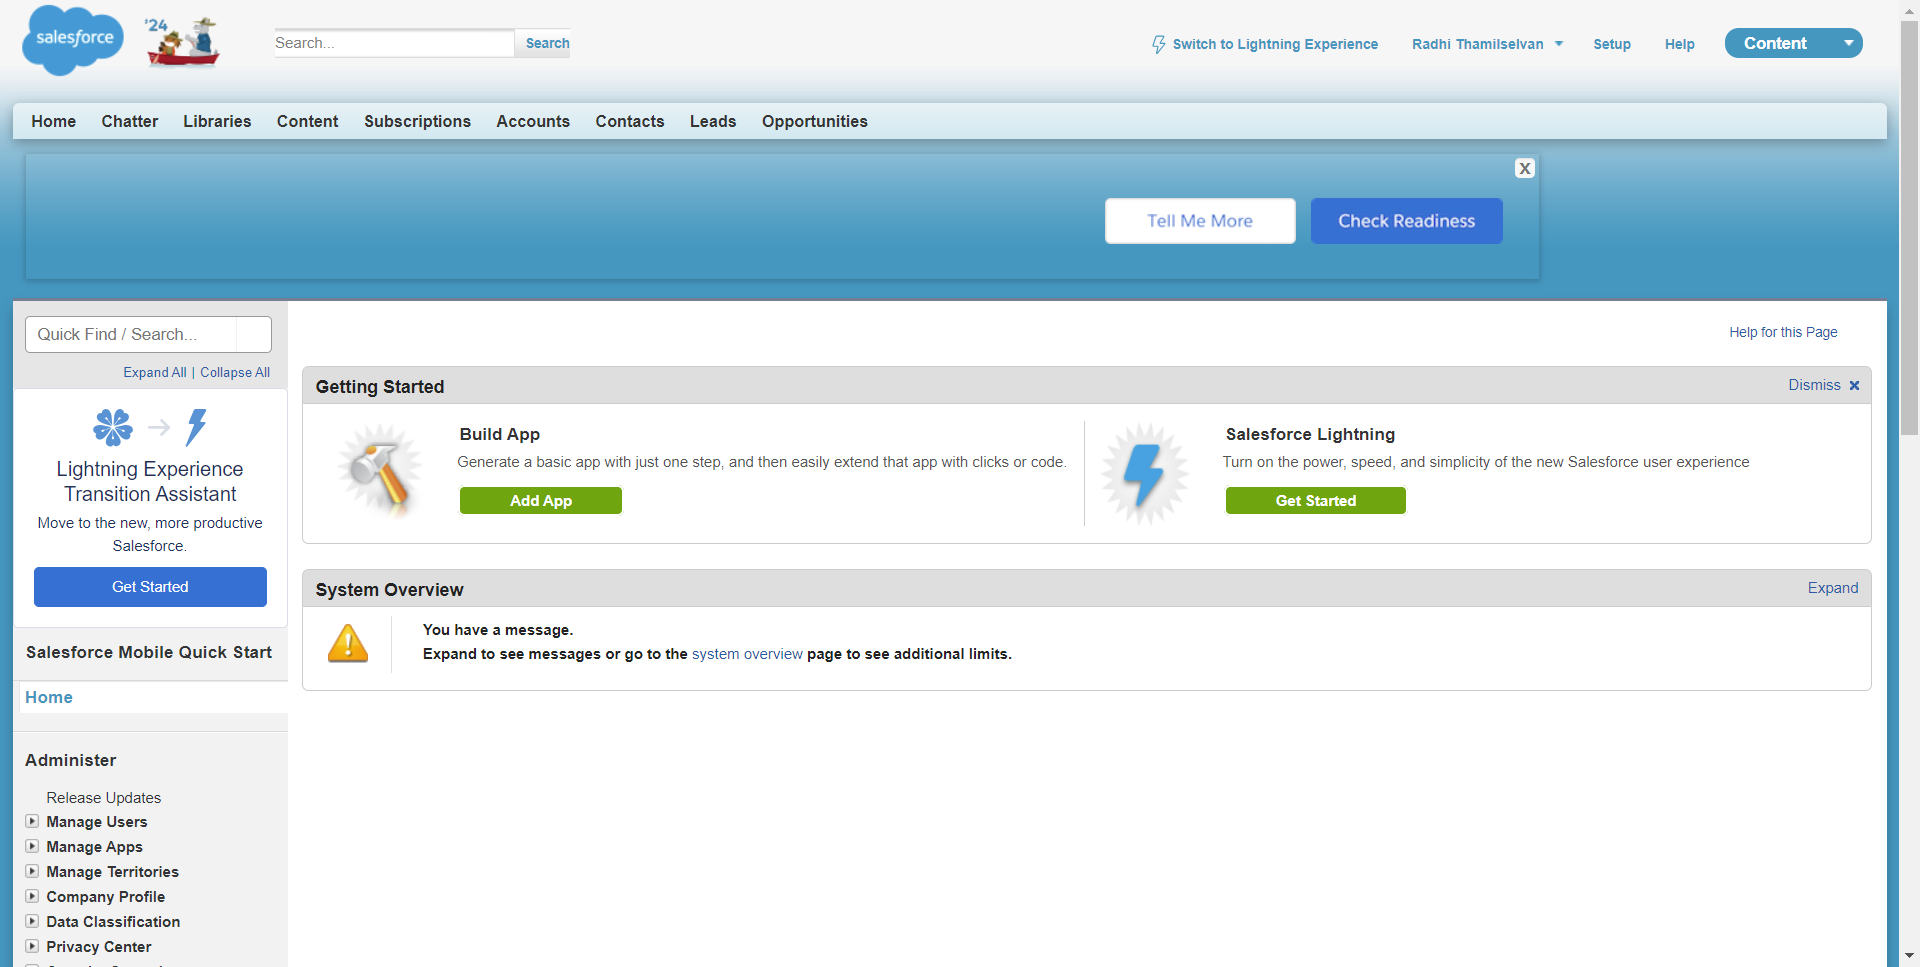 salesforce
'24
Search...
Search
Switch to Lightning Experience
Radhi Thamilselvan
Setup
Help
Content
Home
Chatter
Libraries
Content
Subscriptions
Accounts
Contacts
Leads
Opportunities
X
Tell Me More
Check Readiness
Quick Find / Search...
Expand All | Collapse All
Lightning Experience
Transition Assistant
Move to the new, more productive
Salesforce.
Get Started
Salesforce Mobile Quick Start
Home
Administer
Release Updates
Manage Users
Manage Apps
Manage Territories
Company Profile
Data Classification
Privacy Center
Help for this Page
Getting Started
Dismiss
Build App
Generate a basic app with just one step, and then easily extend that app with clicks or code.
Add App
Salesforce Lightning
Turn on the power, speed, and simplicity of the new Salesforce user experience
Get Started
System Overview
Expand
You have a message.
Expand to see messages or go to the system overview page to see additional limits.